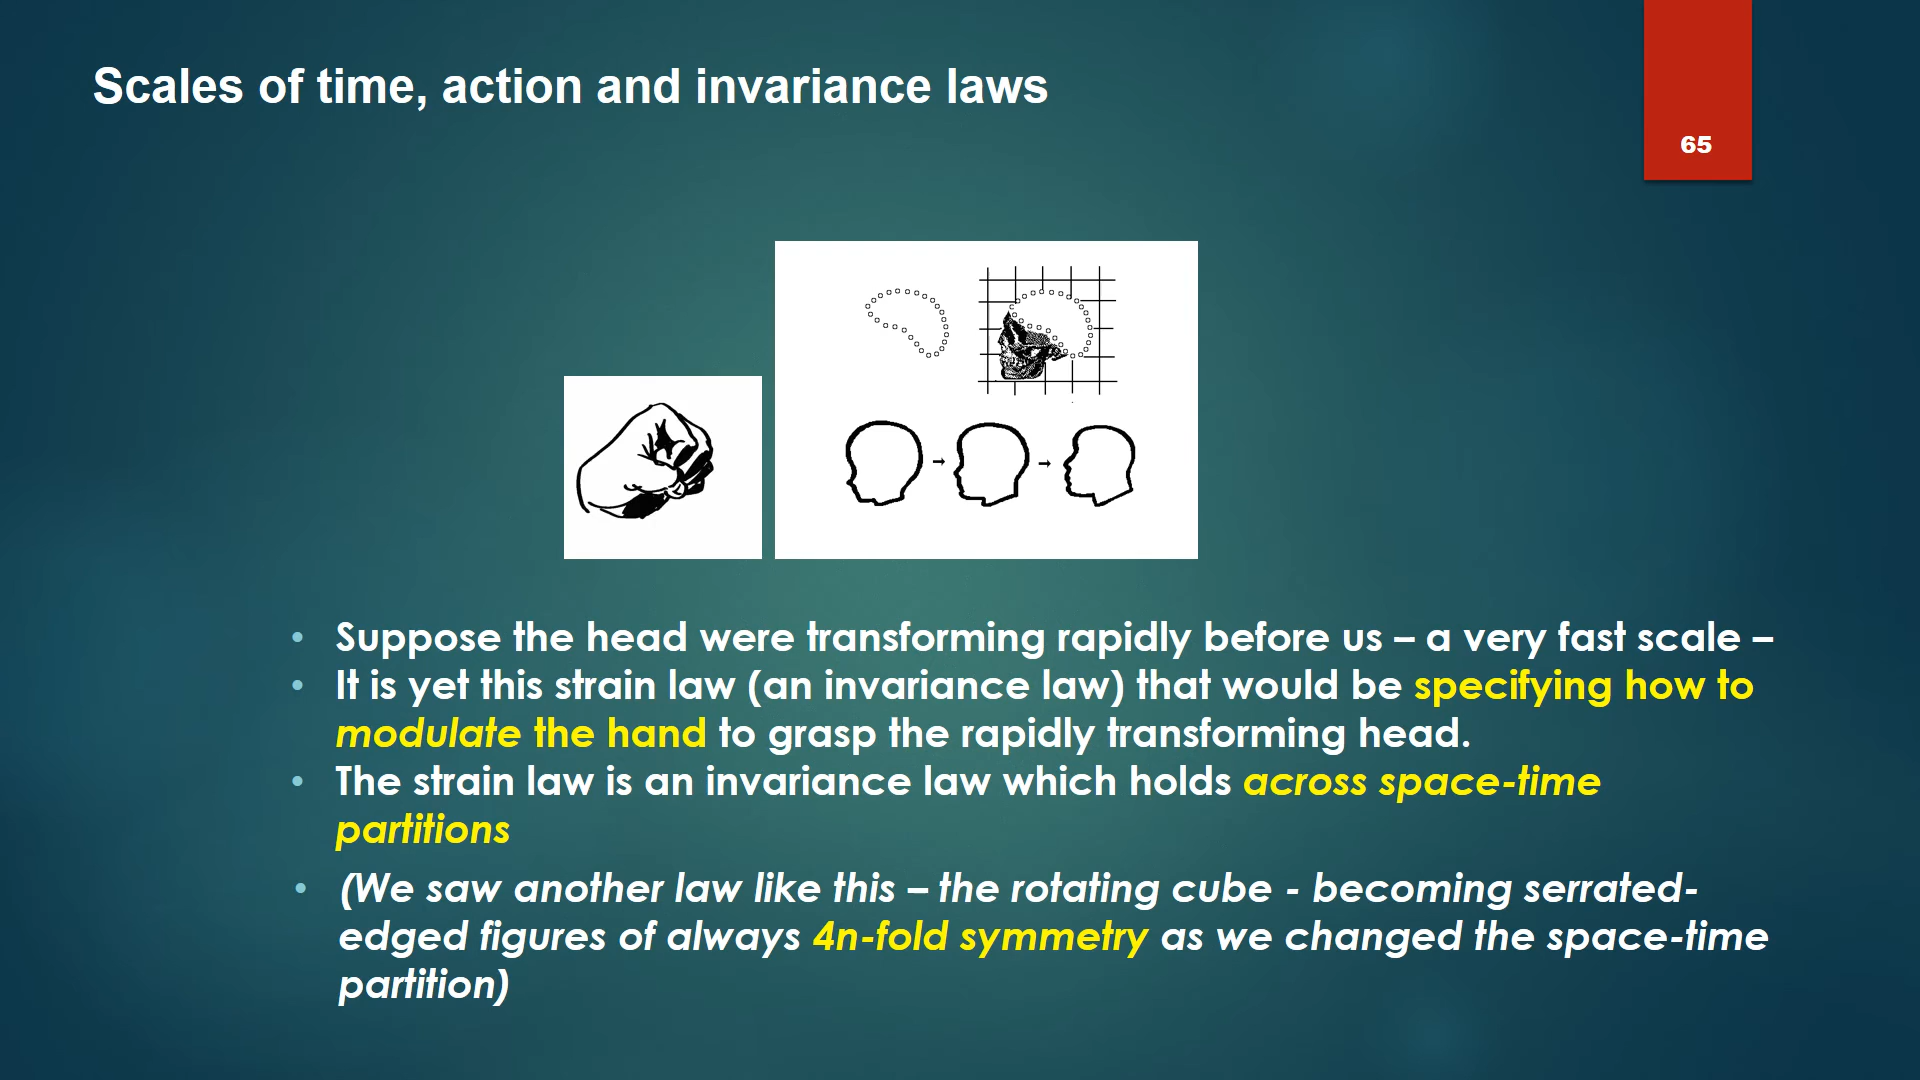 Scales of time, action and invariance laws
65
• Suppose the head were transforming rapidly before us – a very fast scale –
• It is yet this strain law (an invariance law) that would be specifying how to
modulate the hand to grasp the rapidly transforming head.
• The strain law is an invariance law which holds across space-time
partitions
• (We saw another law like this – the rotating cube - becoming serrated-
edged figures of always 4n-fold symmetry as we changed the space-time
partition)